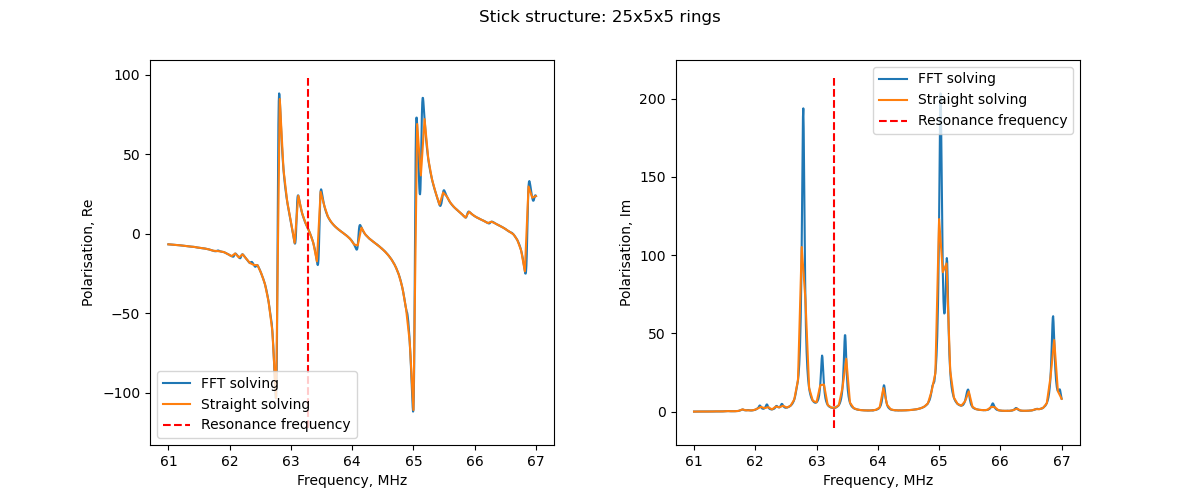 Stick structure: 25x5x5 rings
Polarisation, Re
100
50
0
−50
−100
FFT solving
Straight solving
Resonance frequency
61 62 63 64 65 66 67
Frequency, MHz
Polarisation, Im
200
150
100
50
0
FFT solving
Straight solving
Resonance frequency
61 62 63 64 65 66 67
Frequency, MHz